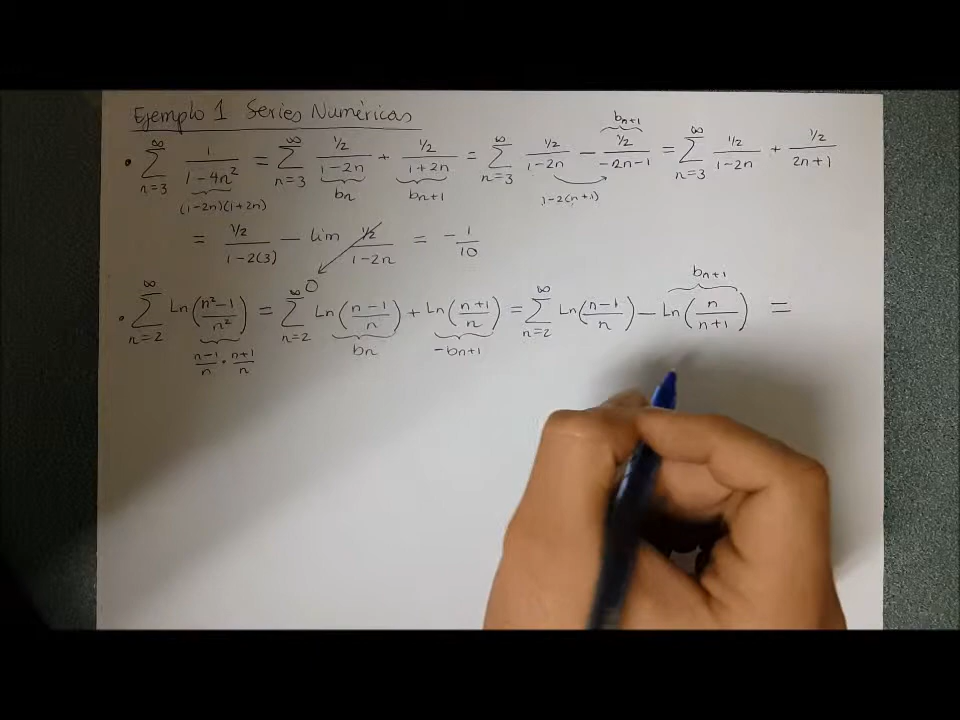 Ejemplo 1 Series Numéricas
• ∑_{n=3}^{∞} 1/(1-4n²) = ∑_{n=3}^{∞} ½/(1-2n) + ½/(1+2n) = ∑_{n=3}^{∞} ½/(1-2n) - ½/(-2n-1) = ∑_{n=3}^{∞} ½/(1-2n) + ½/(2n+1)
(1-2n)(1+2n) bn bn+1 1-2(n+1) bn+1
= ½/(1-2(3)) - lim ½/(1-2n) = -1/10
0
• ∑_{n=2}^{∞} Ln((n²-1)/n²) = ∑_{n=2}^{∞} Ln((n-1)/n) + Ln((n+1)/n) = ∑_{n=2}^{∞} Ln((n-1)/n) - Ln(n/(n+1)) =
(n-1)/n · (n+1)/n bn -bn+1 bn+1